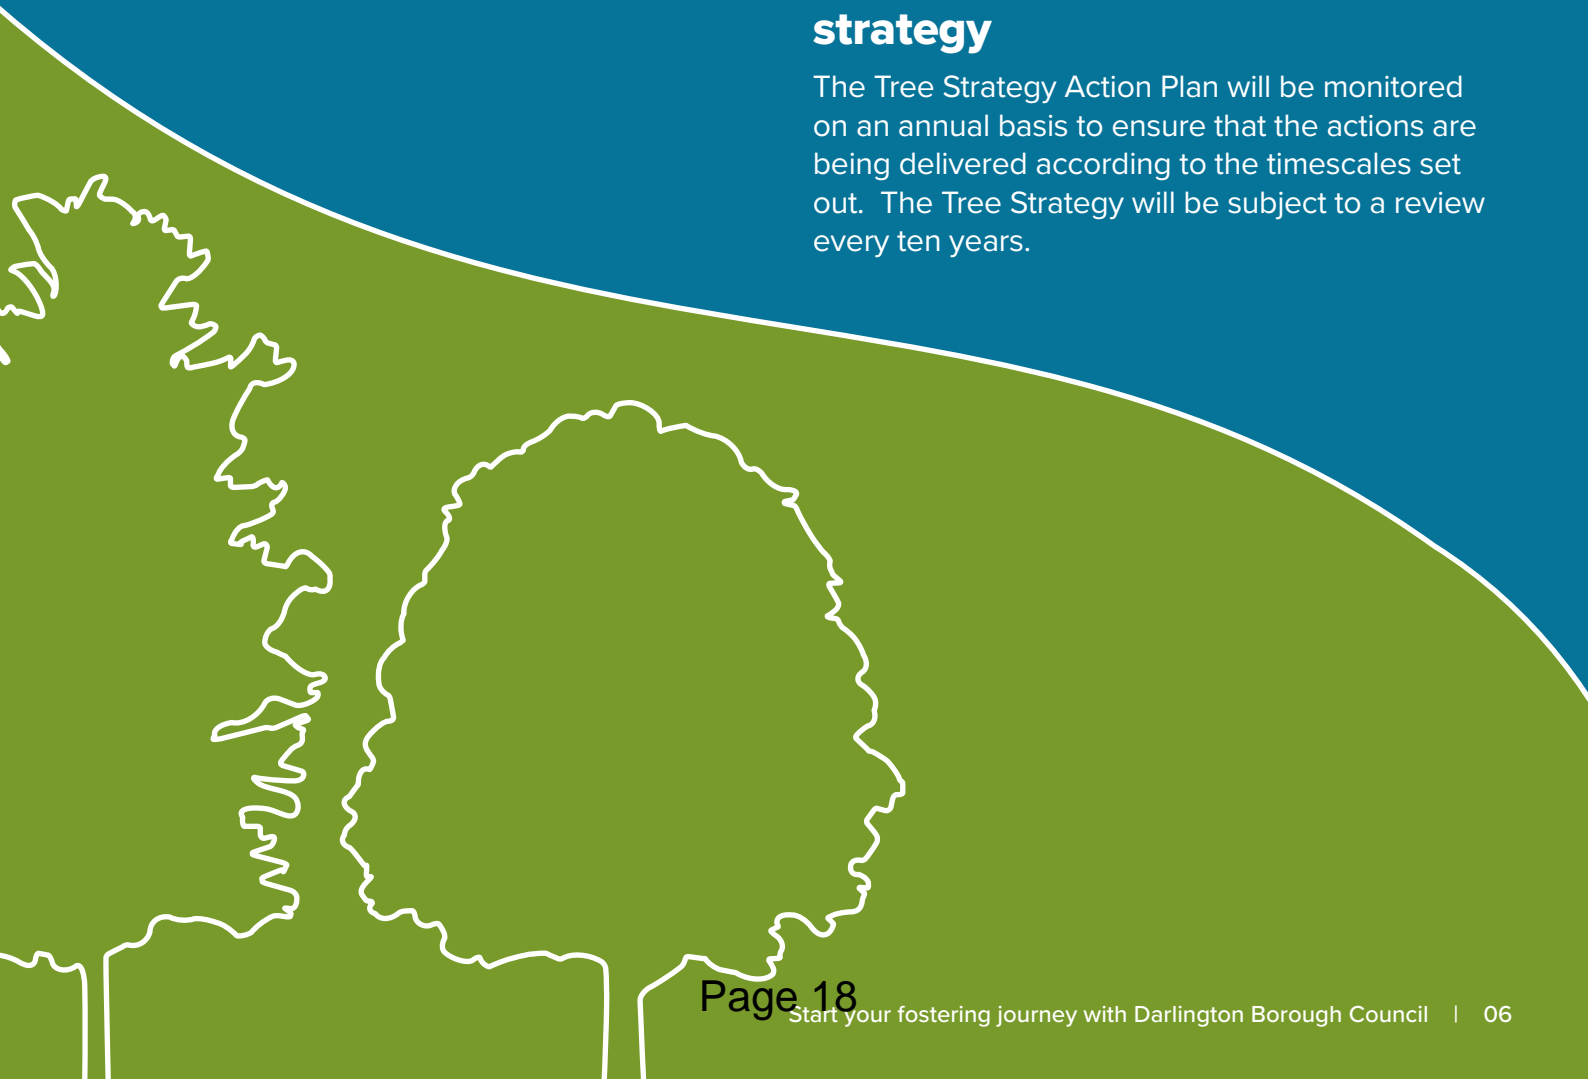 strategy
The Tree Strategy Action Plan will be monitored
on an annual basis to ensure that the actions are
being delivered according to the timescales set
out.  The Tree Strategy will be subject to a review
every ten years.
Page 18
Start your fostering journey with Darlington Borough Council | 06